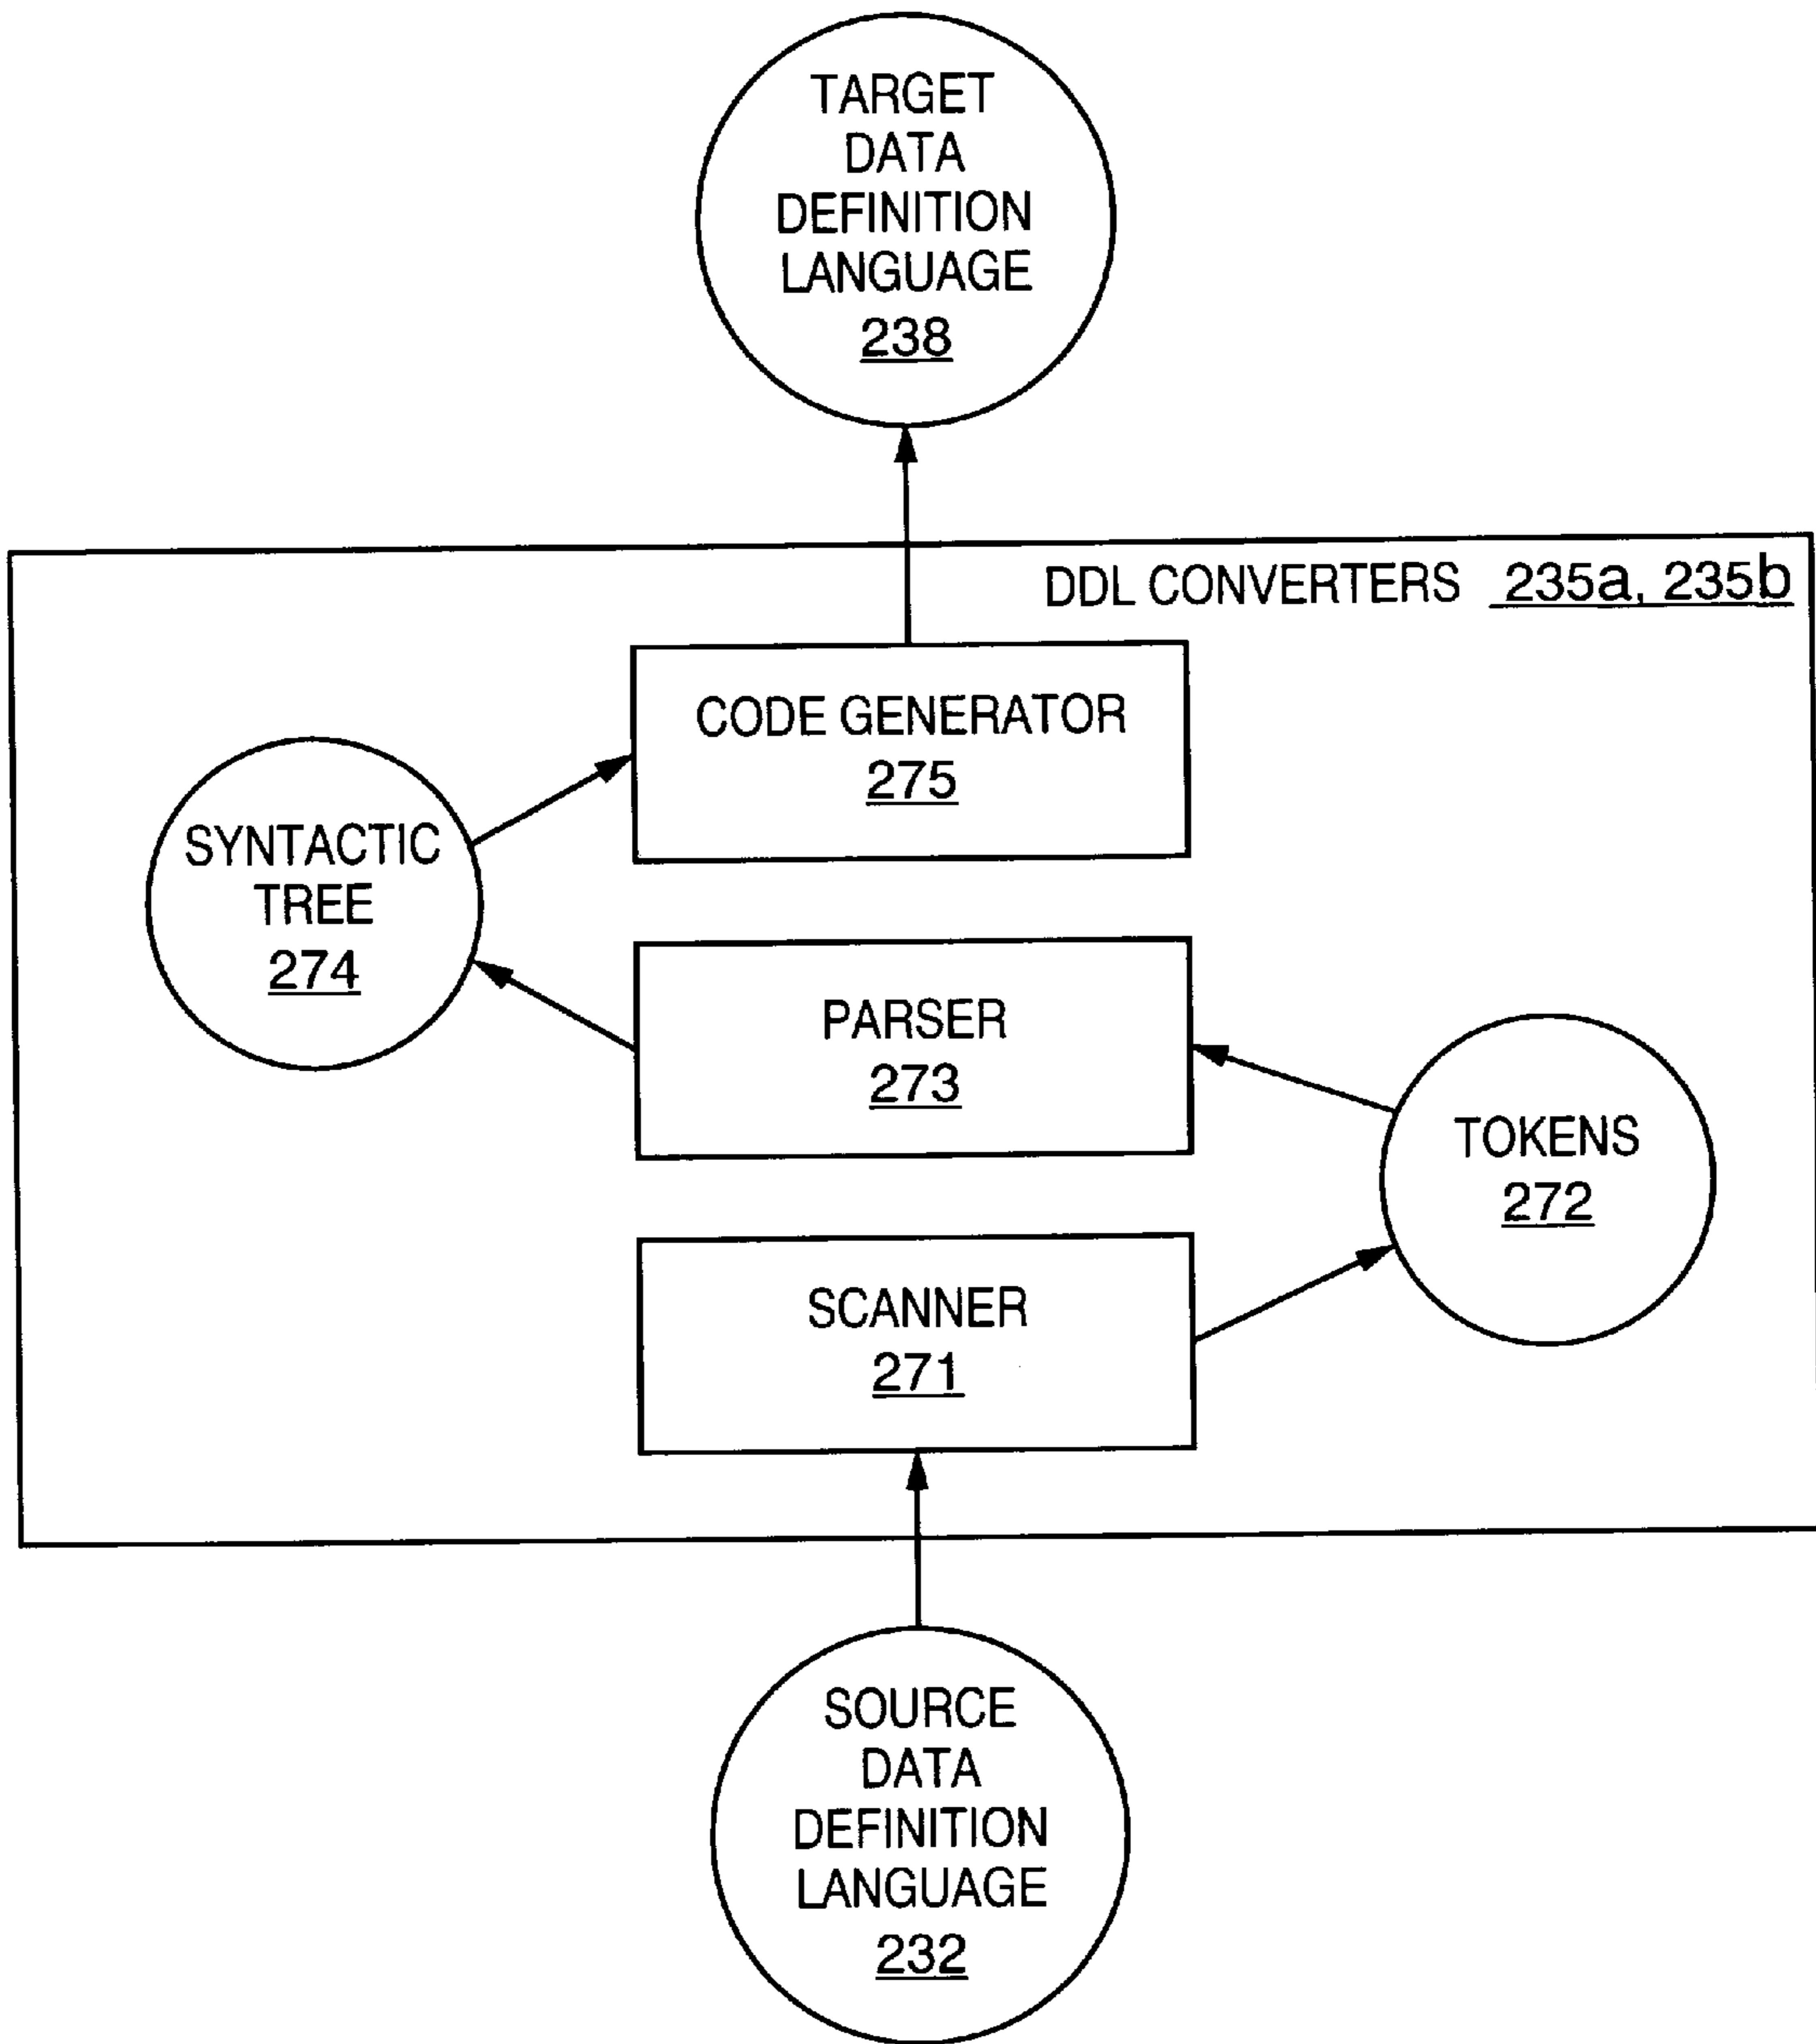 TARGET
DATA
DEFINITION
LANGUAGE
238
DDL CONVERTERS 235a, 235b
CODE GENERATOR
275
SYNTACTIC
TREE
274
PARSER
273
TOKENS
272
SCANNER
271
SOURCE
DATA
DEFINITION
LANGUAGE
232